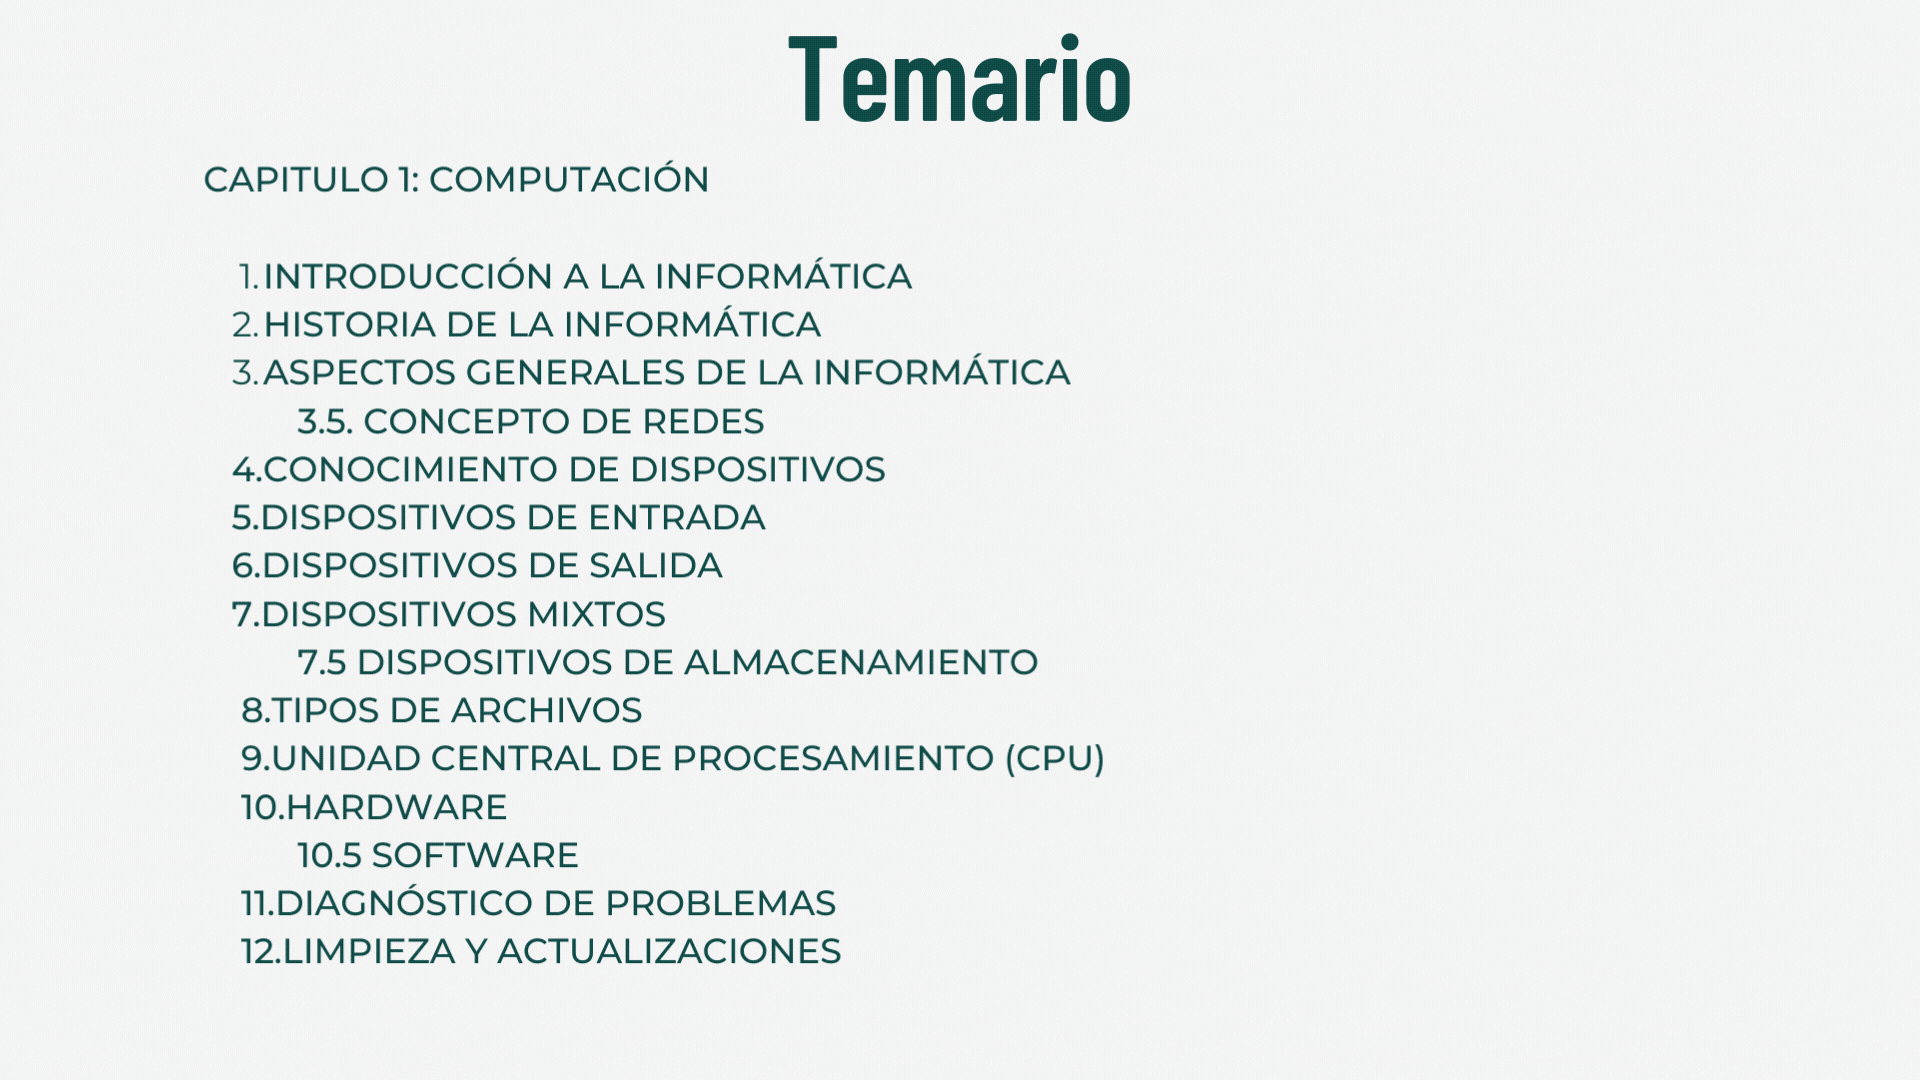 Temario
CAPITULO 1: COMPUTACIÓN
1. INTRODUCCIÓN A LA INFORMÁTICA
2. HISTORIA DE LA INFORMÁTICA
3. ASPECTOS GENERALES DE LA INFORMÁTICA
3.5. CONCEPTO DE REDES
4.CONOCIMIENTO DE DISPOSITIVOS
5.DISPOSITIVOS DE ENTRADA
6.DISPOSITIVOS DE SALIDA
7.DISPOSITIVOS MIXTOS
7.5 DISPOSITIVOS DE ALMACENAMIENTO
8.TIPOS DE ARCHIVOS
9.UNIDAD CENTRAL DE PROCESAMIENTO (CPU)
10.HARDWARE
10.5 SOFTWARE
11.DIAGNÓSTICO DE PROBLEMAS
12.LIMPIEZA Y ACTUALIZACIONES